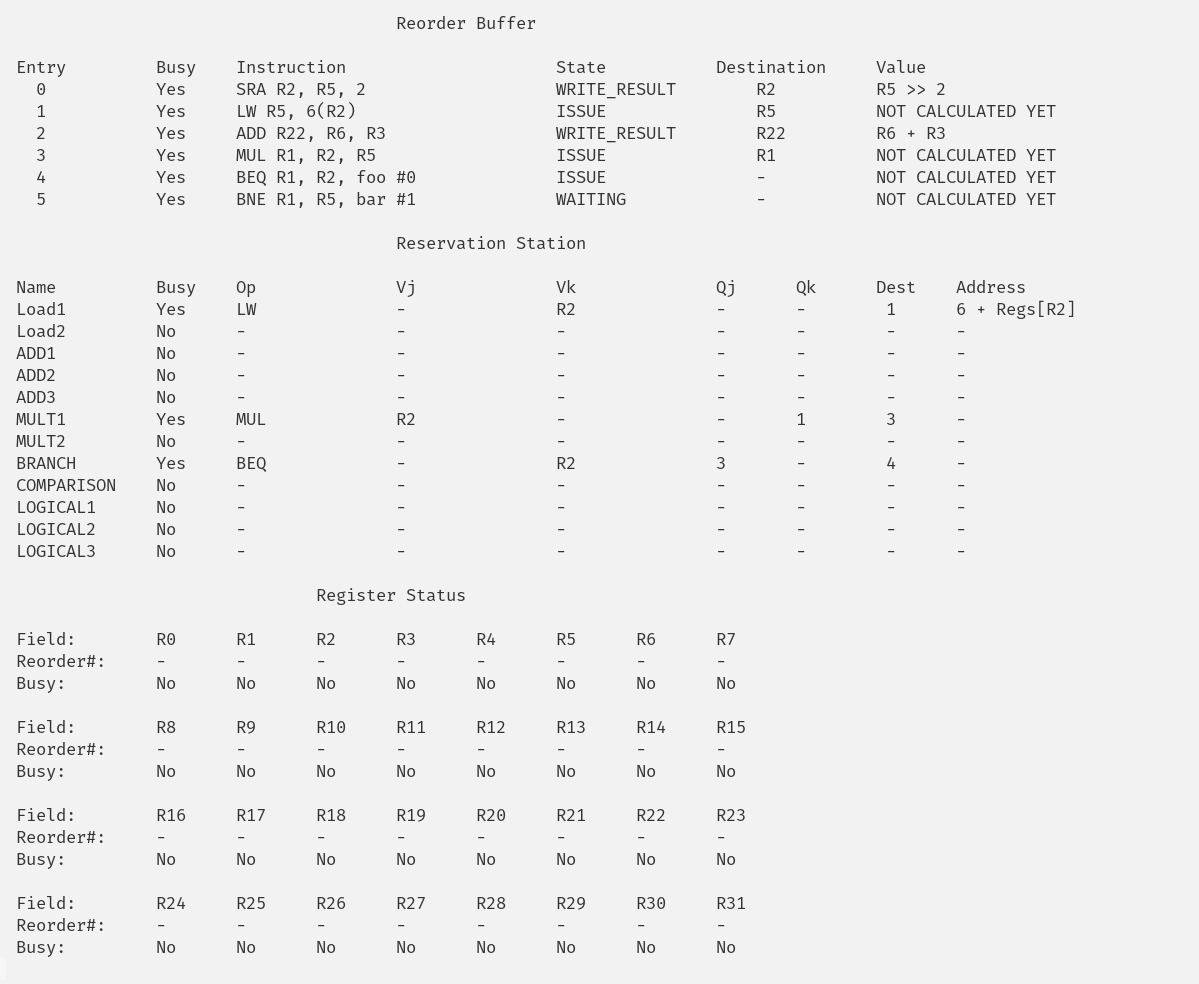 Reorder Buffer
Entry Busy Instruction State Destination Value
0 Yes SRA R2, R5, 2 WRITE_RESULT R2 R5 >> 2
1 Yes LW R5, 6(R2) ISSUE R5 NOT CALCULATED YET
2 Yes ADD R22, R6, R3 WRITE_RESULT R22 R6 + R3
3 Yes MUL R1, R2, R5 ISSUE R1 NOT CALCULATED YET
4 Yes BEQ R1, R2, foo #0 ISSUE - NOT CALCULATED YET
5 Yes BNE R1, R5, bar #1 WAITING - NOT CALCULATED YET
Reservation Station
Name Busy Op Vj Vk Qj Qk Dest Address
Load1 Yes LW - R2 - - 1 6 + Regs[R2]
Load2 No - - - - - - -
ADD1 No - - - - - - -
ADD2 No - - - - - - -
ADD3 No - - - - - - -
MULT1 Yes MUL R2 - - 1 3 -
MULT2 No - - - - - - -
BRANCH Yes BEQ - R2 3 - 4 -
COMPARISON No - - - - - - -
LOGICAL1 No - - - - - - -
LOGICAL2 No - - - - - - -
LOGICAL3 No - - - - - - -
Register Status
Field: R0 R1 R2 R3 R4 R5 R6 R7
Reorder#: - - - - - - - -
Busy: No No No No No No No No
Field: R8 R9 R10 R11 R12 R13 R14 R15
Reorder#: - - - - - - - -
Busy: No No No No No No No No
Field: R16 R17 R18 R19 R20 R21 R22 R23
Reorder#: - - - - - - - -
Busy: No No No No No No No No
Field: R24 R25 R26 R27 R28 R29 R30 R31
Reorder#: - - - - - - - -
Busy: No No No No No No No No